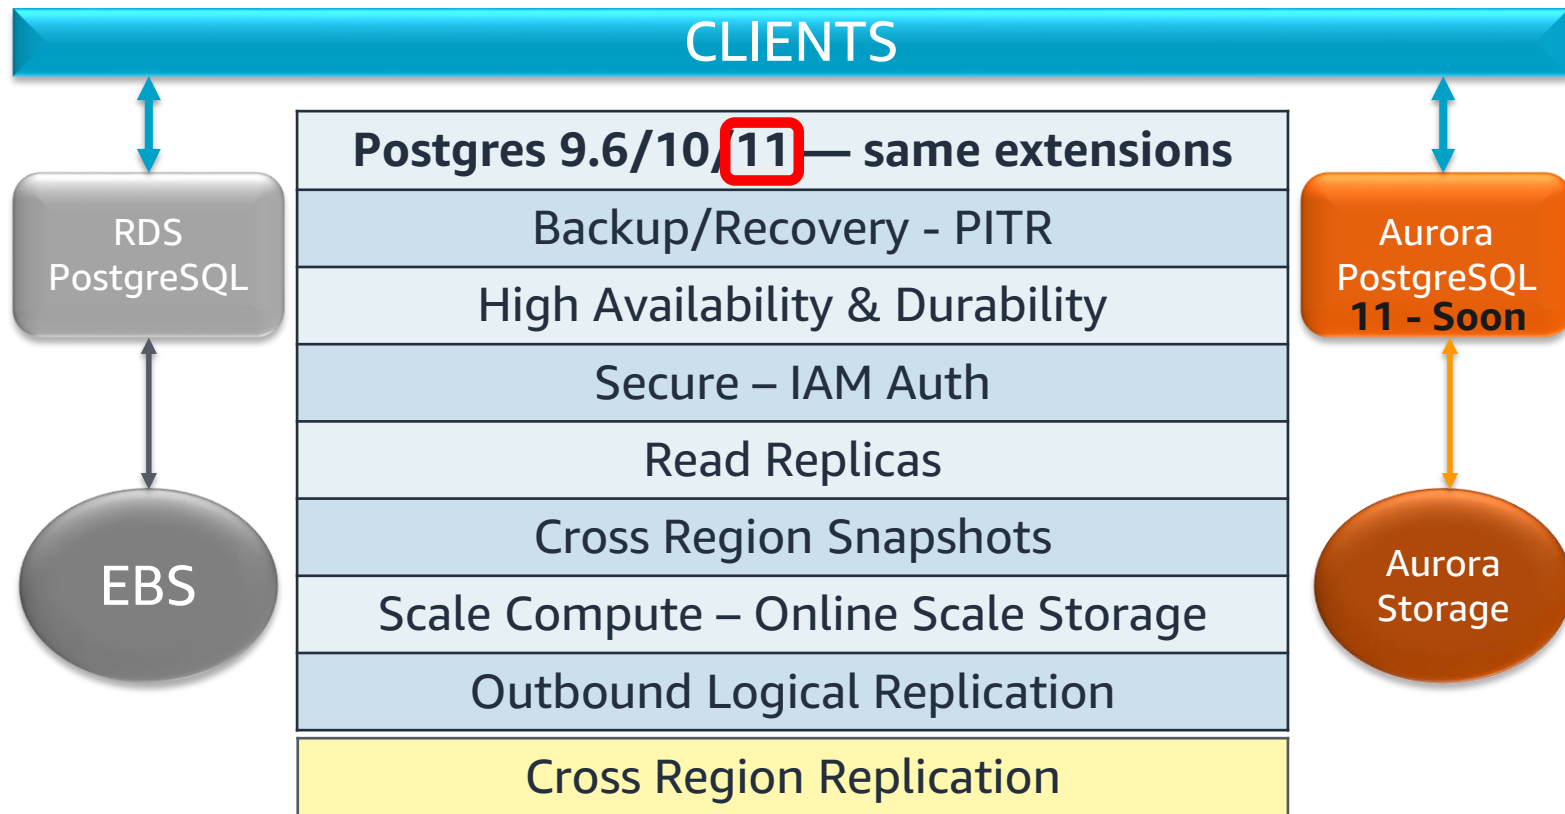 CLIENTS
RDS
PostgreSQL
EBS
Postgres 9.6/10/11 — same extensions
Backup/Recovery - PITR
High Availability & Durability
Secure – IAM Auth
Read Replicas
Cross Region Snapshots
Scale Compute – Online Scale Storage
Outbound Logical Replication
Cross Region Replication
Aurora
PostgreSQL
11 - Soon
Aurora
Storage